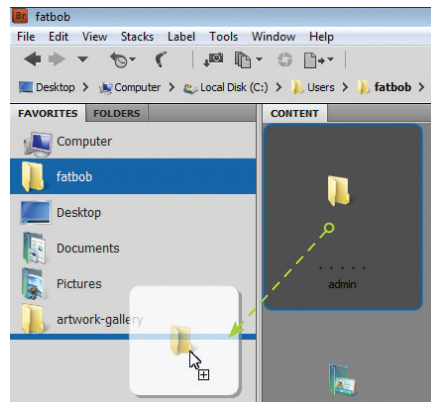 Br fatbob
File Edit View Stacks Label Tools Window Help
Desktop > Computer > Local Disk (C:) > Users > fatbob >
FAVORITES FOLDERS CONTENT
Computer
fatbob
Desktop
Documents
Pictures
admin
artwork-gallery